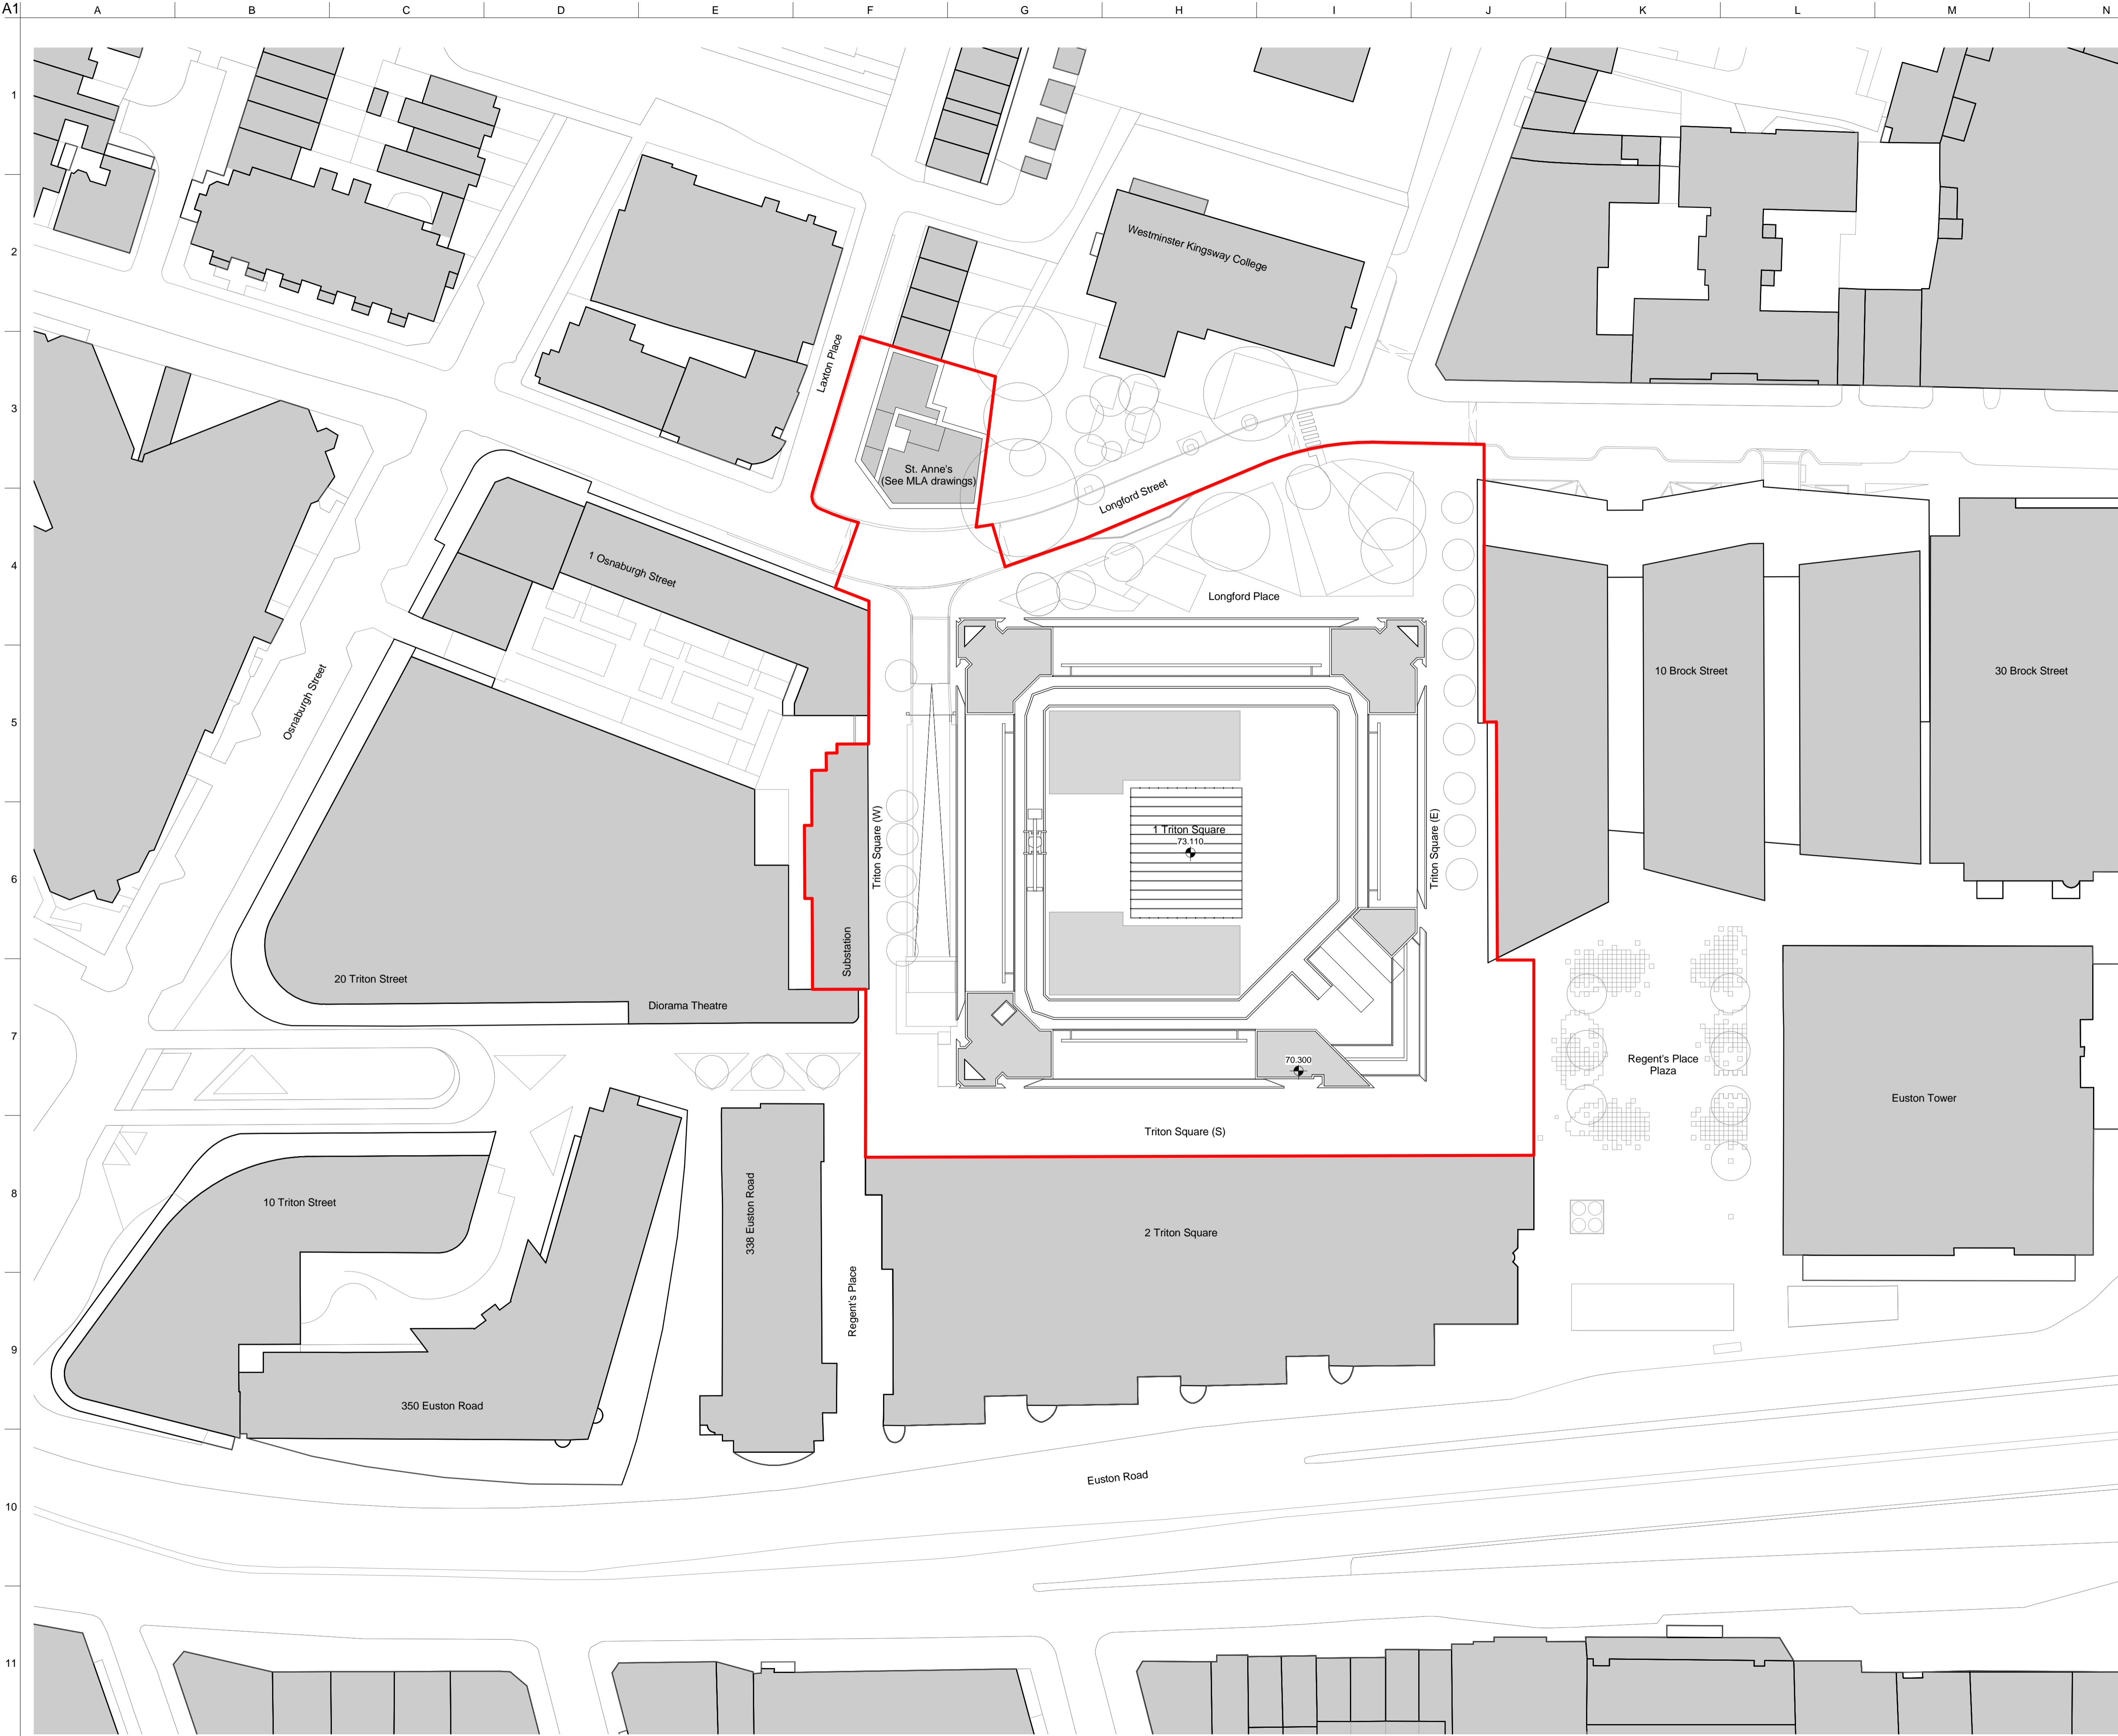 A1
A
B
C
D
E
F
G
H
I
J
K
L
M
N
1
2
3
4
5
6
7
8
9
10
11
Westminster Kingsway College
Laxton Place
St. Anne's
(See MLA drawings)
Longford Street
1 Osnaburgh Street
Longford Place
Osnaburgh Street
10 Brock Street
30 Brock Street
Triton Square (W)
1 Triton Square
73.110
Triton Square (E)
Substation
20 Triton Street
Diorama Theatre
70.300
Regent's Place
Plaza
Euston Tower
Triton Square (S)
10 Triton Street
338 Euston Road
2 Triton Square
Regent's Place
350 Euston Road
Euston Road